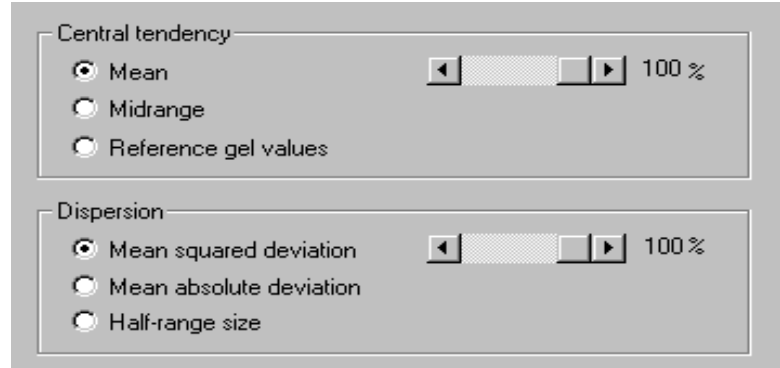 Central tendency
Mean
100 %
Midrange
Reference gel values
Dispersion
Mean squared deviation
100 %
Mean absolute deviation
Half-range size